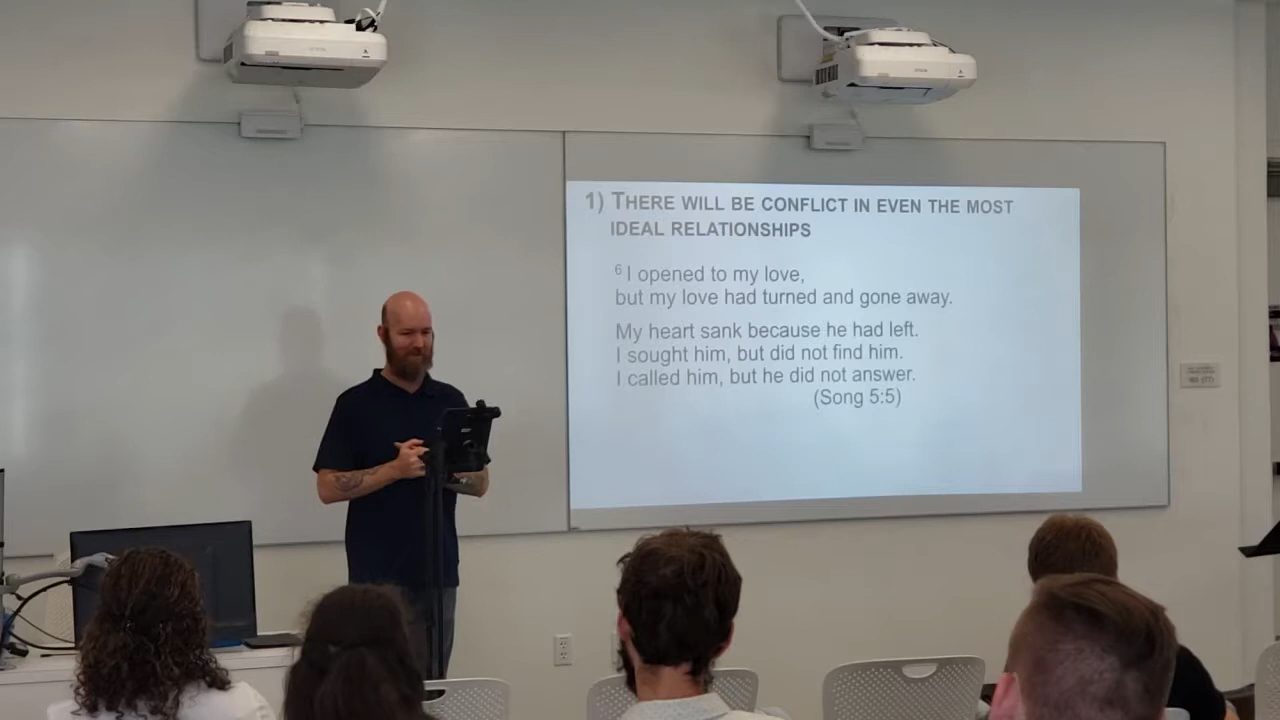 1) THERE WILL BE CONFLICT IN EVEN THE MOST
IDEAL RELATIONSHIPS
6 I opened to my love,
but my love had turned and gone away.
My heart sank because he had left.
I sought him, but did not find him.
I called him, but he did not answer.
(Song 5:5)